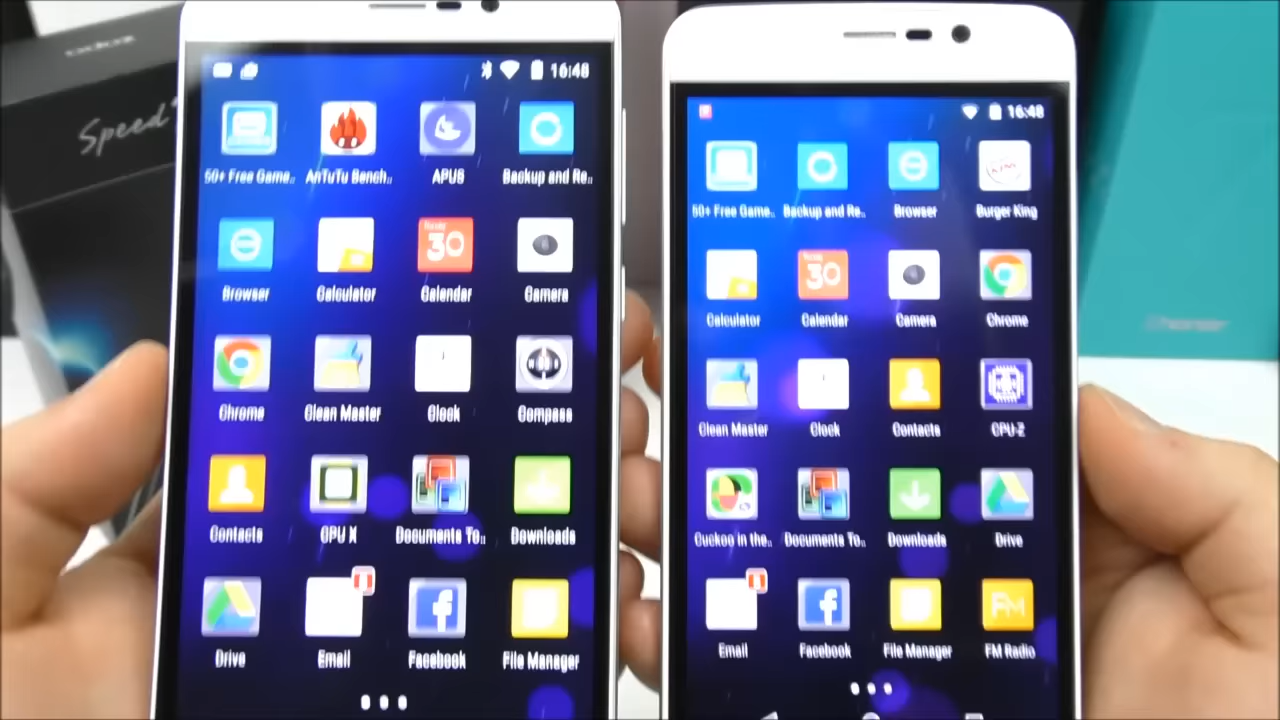 Speed
16:48
50+ Free Game..
AnTuTu Bench..
APUS
Backup and Re..
30
Browser
Calculator
Calendar
Camera
Chrome
Clean Master
Clock
Compass
Contacts
CPU X
Documents To..
Downloads
Drive
Email
Facebook
File Manager
16:48
50+ Free Game..
Backup and Re..
Browser
Burger King
30
Calculator
Calendar
Camera
Chrome
Clean Master
Clock
Contacts
CPU-Z
Cuckoo in the..
Documents To..
Downloads
Drive
FM
Email
Facebook
File Manager
FM Radio